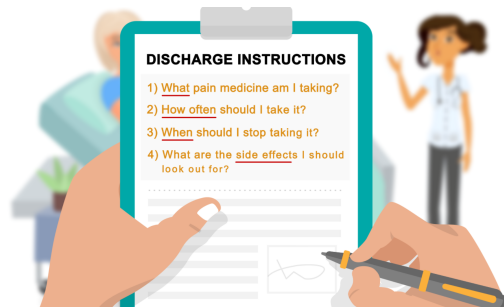 DISCHARGE INSTRUCTIONS
1) What pain medicine am I taking?
2) How often should I take it?
3) When should I stop taking it?
4) What are the side effects I should
look out for?